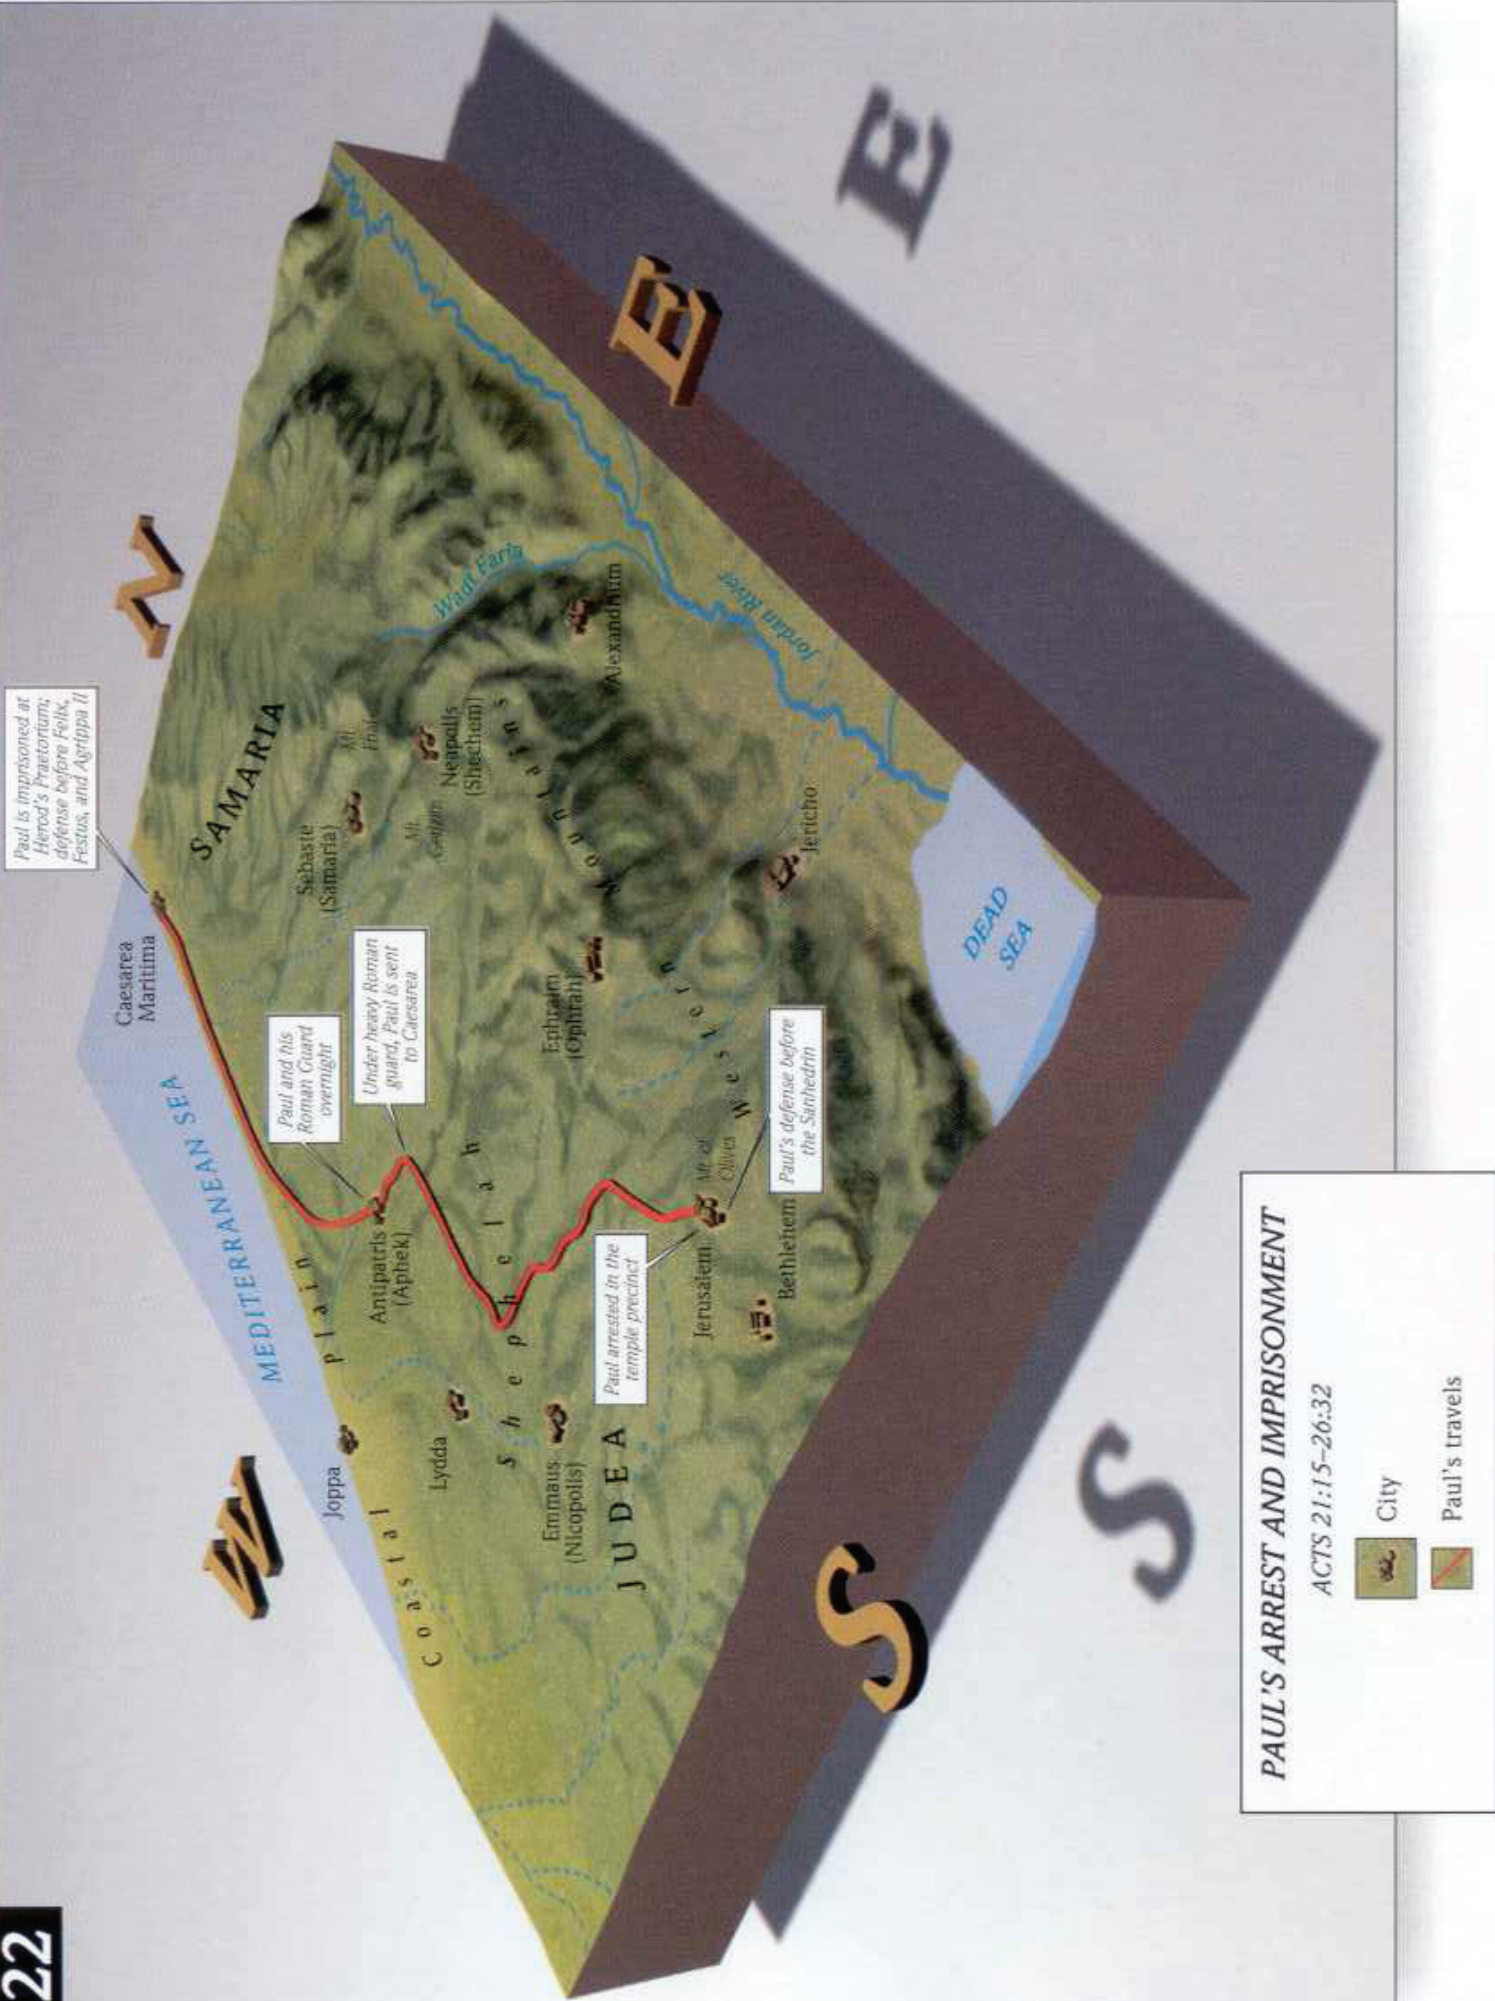 22
Paul is imprisoned at
Herod's Praetorium;
defense before Felix,
Festus, and Agrippa II
N
W
E
E
S
S
Caesarea
Maritima
MEDITERRANEAN SEA
SAMARIA
Sebaste
(Samaria)
Mt.
Ebal
Neapolis
(Shechem)
Mt.
Gerizim
Wadi Faria
Alexandrium
Jordan River
Paul and his
Roman Guard
overnight
Under heavy Roman
guard, Paul is sent
to Caesarea
Antipatris
(Aphek)
Joppa
Coastal Plain
Lydda
Shephelah
Ephraim
(Ophrah)
Western Mountains
Jericho
Emmaus
(Nicopolis)
JUDEA
Paul arrested in the
temple precinct
Jerusalem
Mt. of
Olives
Paul's defense before
the Sanhedrin
Bethlehem
DEAD
SEA
PAUL'S ARREST AND IMPRISONMENT
ACTS 21:15–26:32
City
Paul's travels